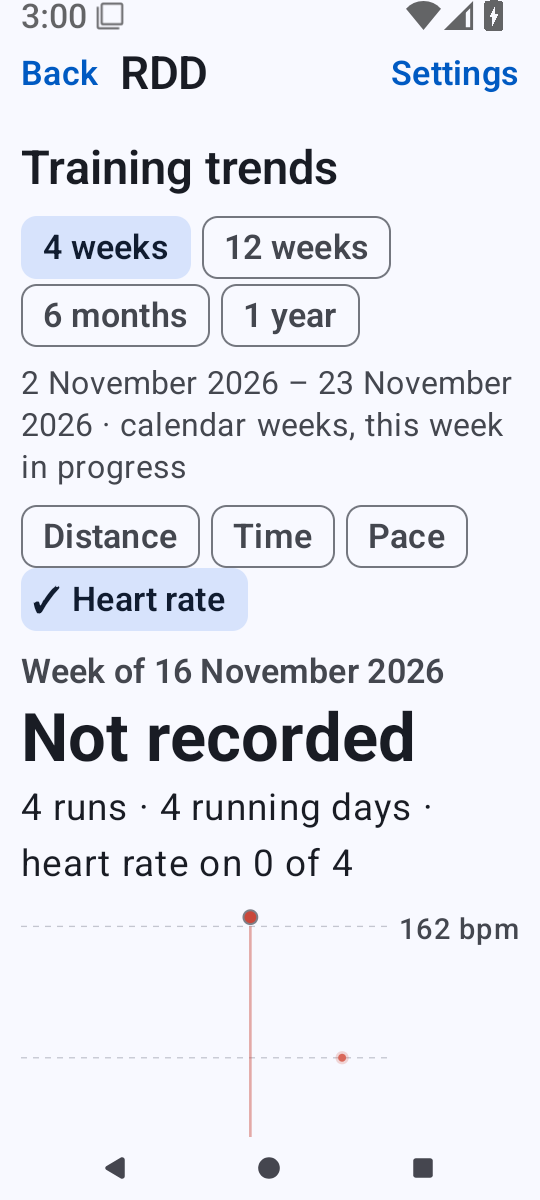 3:00
Back RDD Settings
Training trends
4 weeks 12 weeks
6 months 1 year
2 November 2026 – 23 November
2026 · calendar weeks, this week
in progress
Distance Time Pace
✓ Heart rate
Week of 16 November 2026
Not recorded
4 runs · 4 running days ·
heart rate on 0 of 4
162 bpm